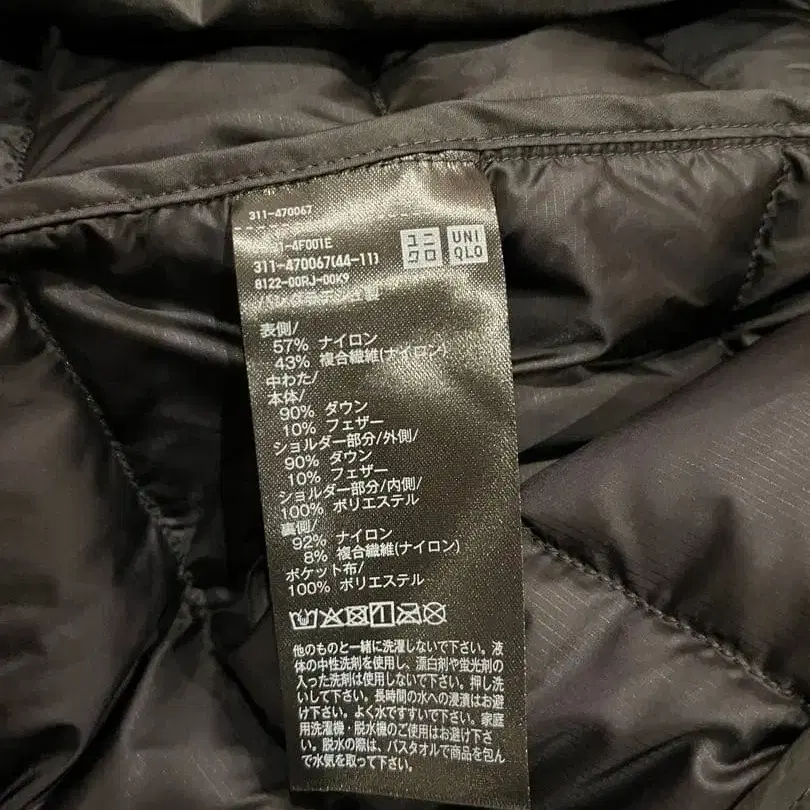 311-470067
1-4F001E
ユニ
クロ
UNI
QLO
311-470067(44-11)
8122-00RJ-00K9
表側/
57% ナイロン
43% 複合繊維(ナイロン)
中わた/
本体/
90% ダウン
10% フェザー
ショルダー部分/外側/
90% ダウン
10% フェザー
ショルダー部分/内側/
100% ポリエステル
裏側/
92% ナイロン
8% 複合繊維(ナイロン)
ポケット布/
100% ポリエステル
他のものと一緒に洗濯しないで下さい。液
体の中性洗剤を使用し、漂白剤や蛍光剤の
入った洗剤は使用しないで下さい。押し洗
いして下さい。長時間の水への浸漬はお避
け下さい。よく水ですすいで下さい。家庭
用洗濯機・脱水機のご使用はお避け下さ
い。脱水の際は、バスタオルで商品を包ん
で水気を取って下さい。